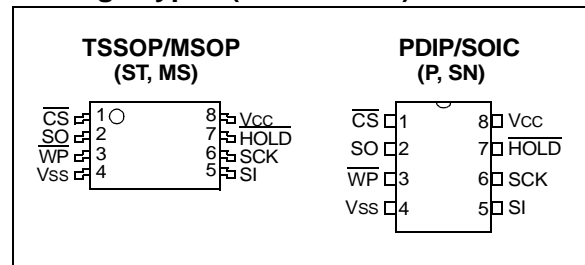 TSSOP/MSOP
(ST, MS)
CS 1 8 VCC
SO 2 7 HOLD
WP 3 6 SCK
VSS 4 5 SI
PDIP/SOIC
(P, SN)
CS 1 8 VCC
SO 2 7 HOLD
WP 3 6 SCK
VSS 4 5 SI